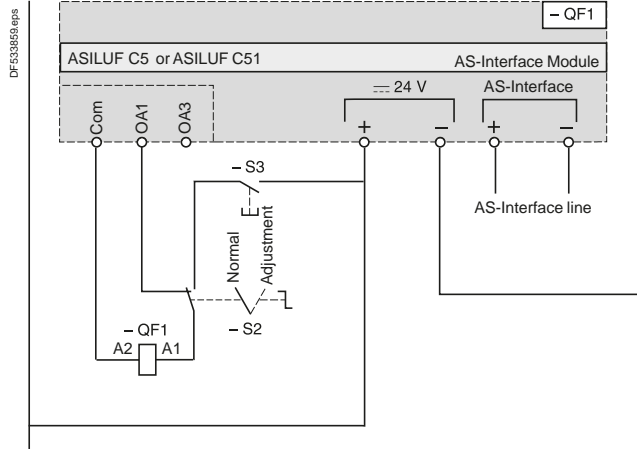 DF533859.eps
– QF1
ASILUF C5 or ASILUF C51
AS-Interface Module
24 V
AS-Interface
Com
OA1
OA3
+
–
+
–
– S3
AS-Interface line
Normal
Adjustment
– S2
– QF1
A2
A1